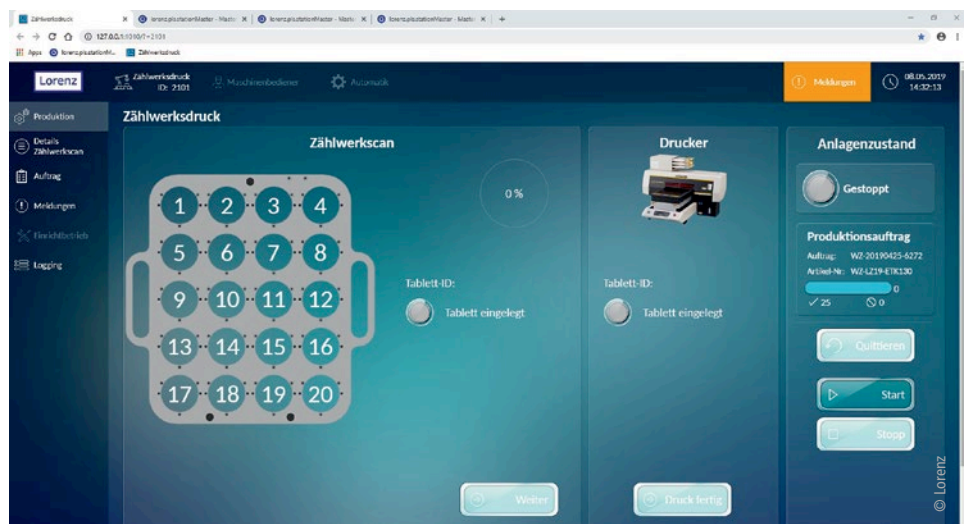 Zählwerksdruck
127.0.0.1:1010/?=2101
Apps
Zählwerksdruck
Lorenz
Zählwerksdruck
ID: 2101
Maschinenbediener
Automatik
Meldungen
08.05.2019
14:32:13
Produktion
Details
Zählwerkscan
Auftrag
Meldungen
Einrichtbetrieb
Logging
Zählwerksdruck
Zählwerkscan
1 2 3 4
5 6 7 8
9 10 11 12
13 14 15 16
17 18 19 20
0 %
Tablett-ID:
Tablett eingelegt
Weiter
Drucker
Tablett-ID:
Tablett eingelegt
Druck fertig
Anlagenzustand
Gestoppt
Produktionsauftrag
Auftrag: WZ-20190425-6272
Artikel-Nr: WZ-LZ19-ETK130
0
25 0
Quittieren
Start
Stopp
© Lorenz